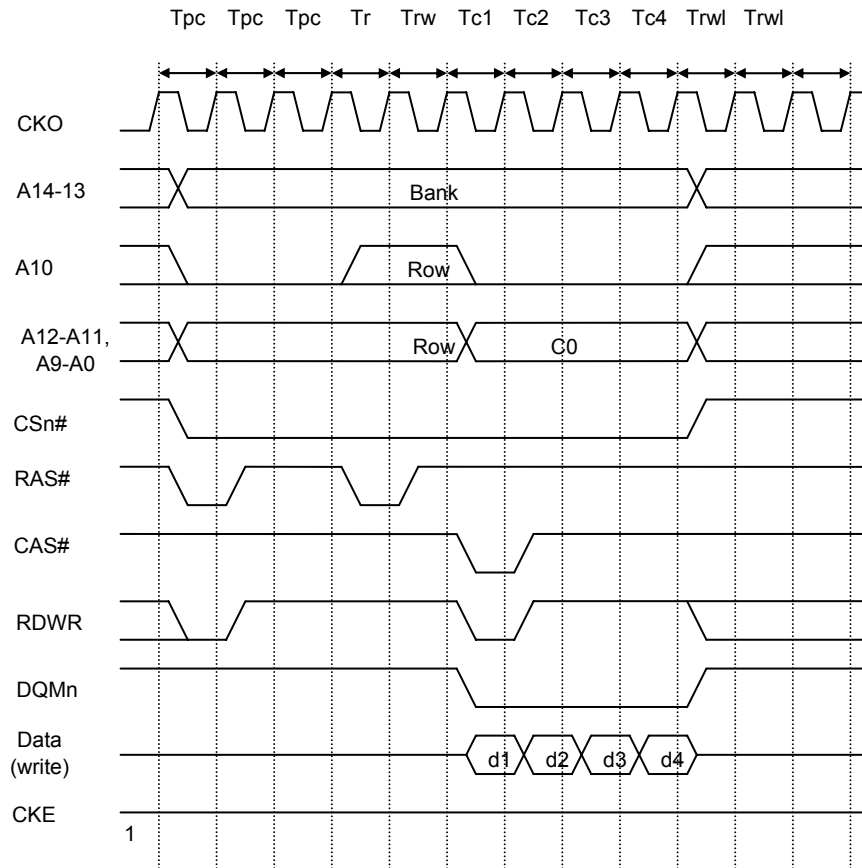 Tpc Tpc Tpc Tr Trw Tc1 Tc2 Tc3 Tc4 Trwl Trwl
CKO
A14-13 Bank
A10 Row
A12-A11, Row C0
A9-A0
CSn#
RAS#
CAS#
RDWR
DQMn
Data d1 d2 d3 d4
(write)
CKE
1